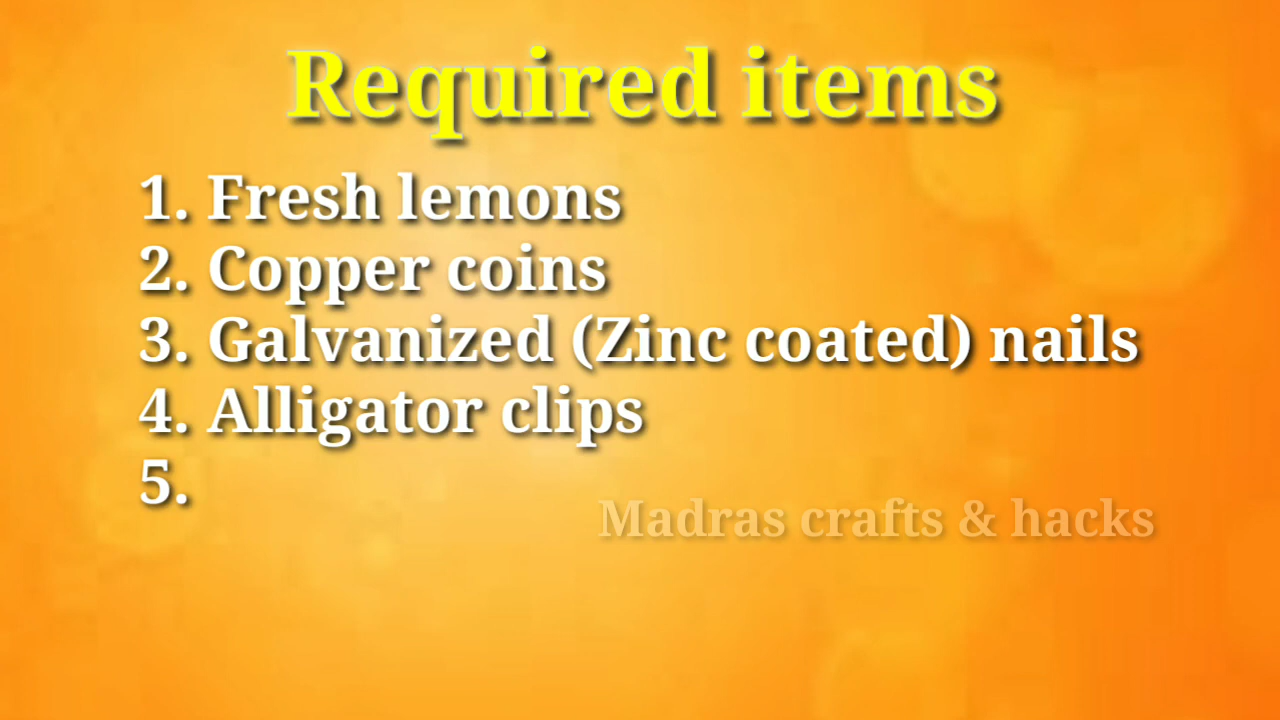 Required items
1. Fresh lemons
2. Copper coins
3. Galvanized (Zinc coated) nails
4. Alligator clips
5.
Madras crafts & hacks